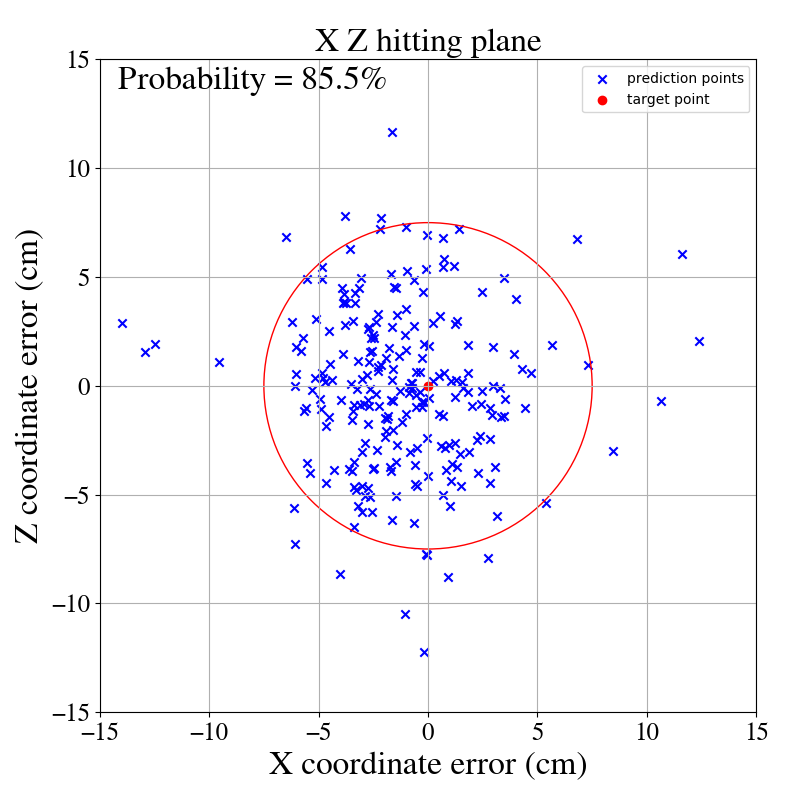 X Z hitting plane
Probability = 85.5%
prediction points
target point
15
10
5
0
−5
−10
−15
Z coordinate error (cm)
−15 −10 −5 0 5 10 15
X coordinate error (cm)